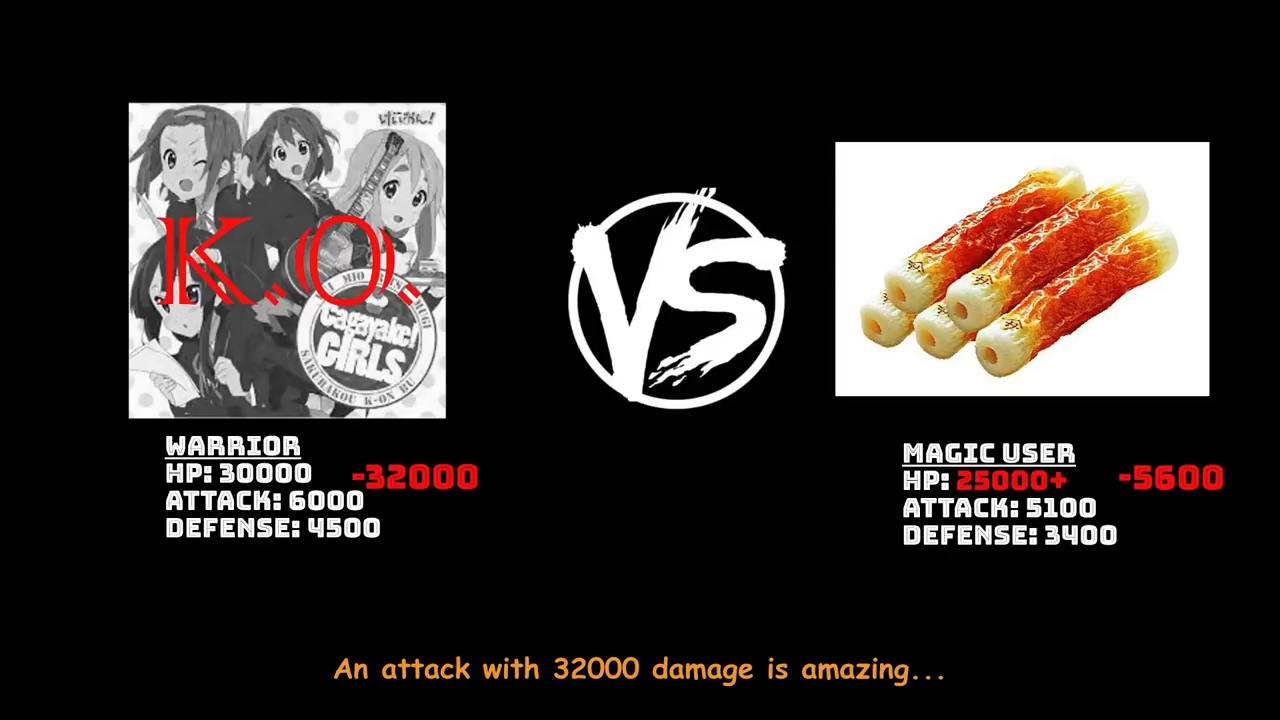 けいおん!
K.O.
MIO
Cagayake!
GIRLS
SAKURAKOU K-ON BU
VS
WARRIOR
HP: 30000
-32000
ATTACK: 6000
DEFENSE: 4500
MAGIC USER
HP: 25000+
-5600
ATTACK: 5100
DEFENSE: 3400
An attack with 32000 damage is amazing...